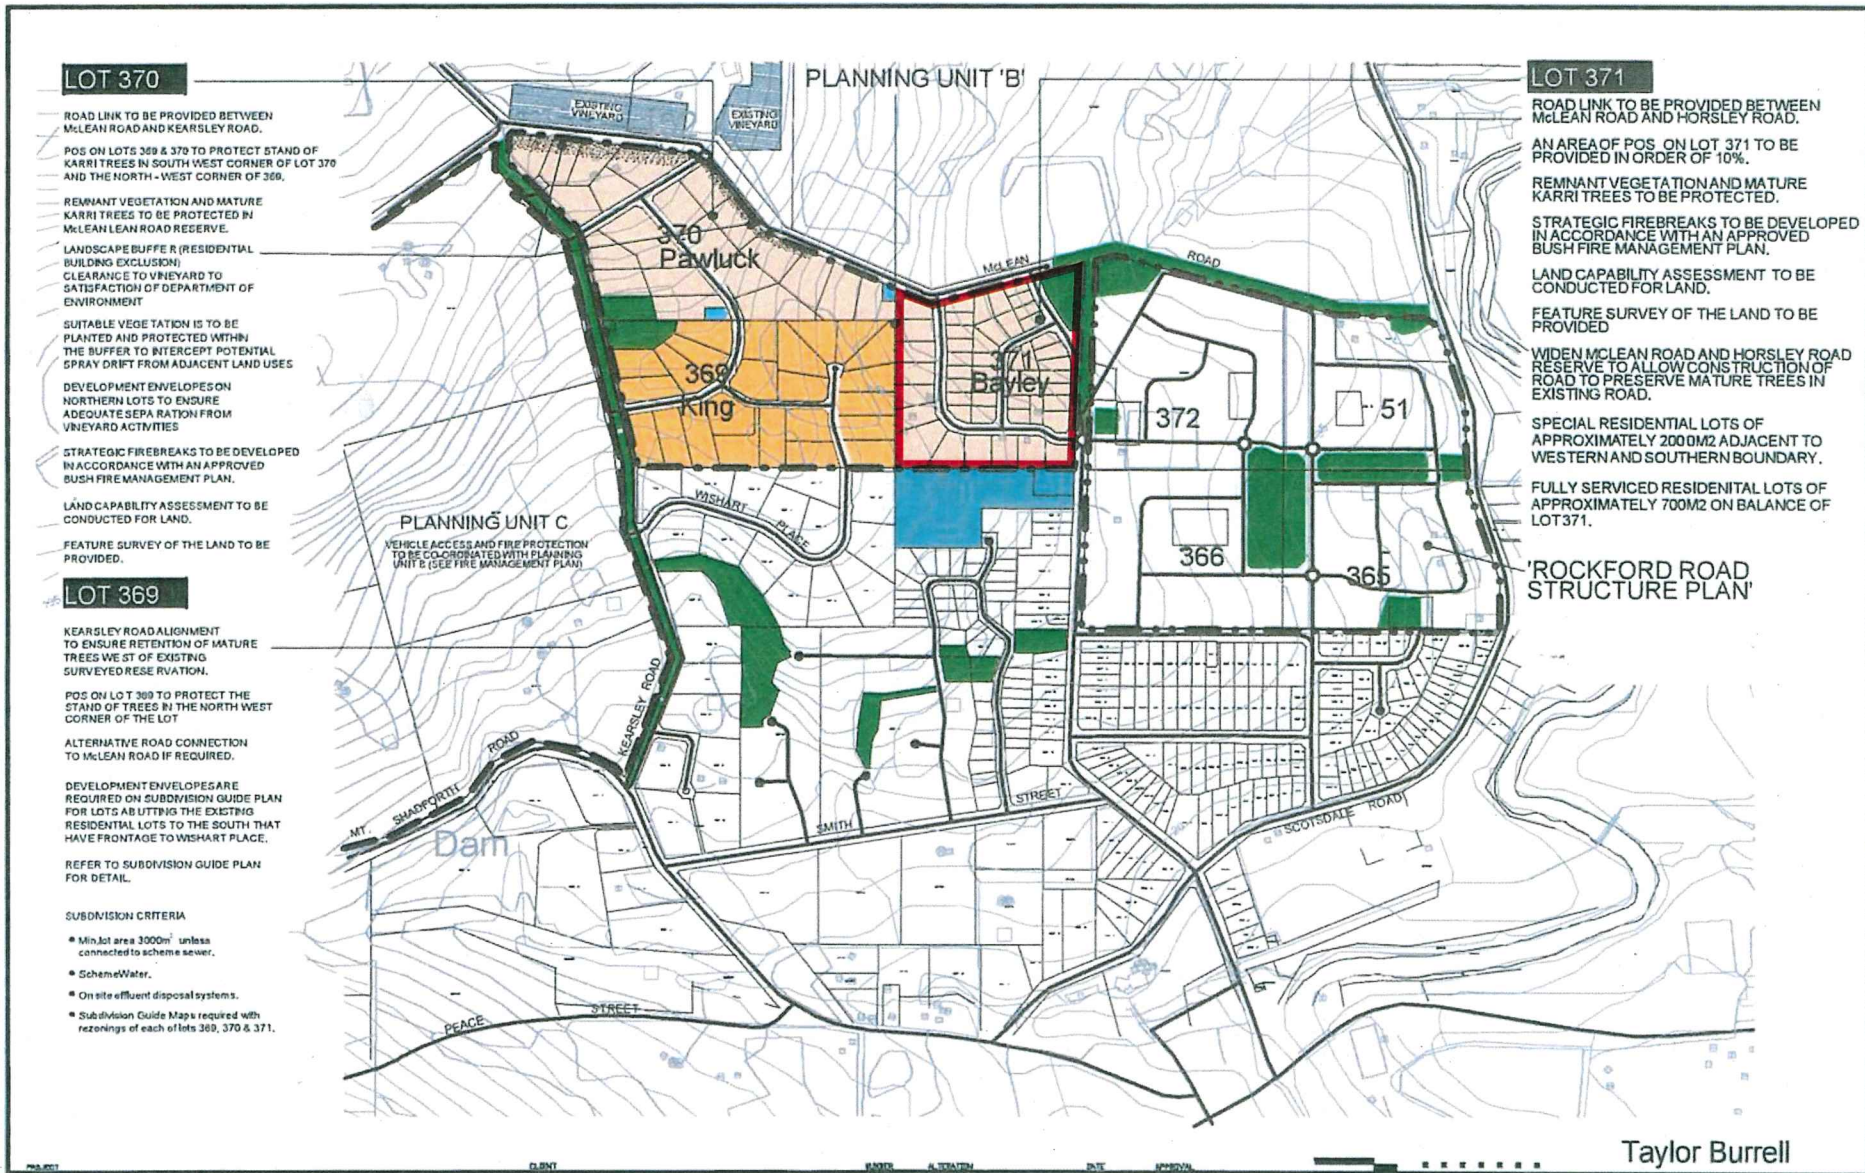 LOT 370
ROAD LINK TO BE PROVIDED BETWEEN
McLEAN ROAD AND KEARSLEY ROAD.
POS ON LOTS 369 & 370 TO PROTECT STAND OF
KARRI TREES IN SOUTH WEST CORNER OF LOT 370
AND THE NORTH - WEST CORNER OF 369.
REMNANT VEGETATION AND MATURE
KARRI TREES TO BE PROTECTED IN
McLEAN LEAN ROAD RESERVE.
LANDSCAPE BUFFE R (RESIDENTIAL
BUILDING EXCLUSION)
CLEARANCE TO VINEYARD TO
SATISFACTION OF DEPARTMENT OF
ENVIRONMENT
SUITABLE VEGE TATION IS TO BE
PLANTED AND PROTECTED WITHIN
THE BUFFER TO INTERCEPT POTENTIAL
SPRAY DRIFT FROM ADJACENT LAND USES
DEVELOPMENT ENVELOPES ON
NORTHERN LOTS TO ENSURE
ADEQUATE SEPA RATION FROM
VINEYARD ACTIVITIES
STRATEGIC FIREBREAKS TO BE DEVELOPED
IN ACCORDANCE WITH AN APPROVED
BUSH FIRE MANAGEMENT PLAN.
LAND CAPABILITY ASSESSMENT TO BE
CONDUCTED FOR LAND.
FEATURE SURVEY OF THE LAND TO BE
PROVIDED.
LOT 369
KEARSLEY ROAD ALIGNMENT
TO ENSURE RETENTION OF MATURE
TREES WE ST OF EXISTING
SURVEYED RESE RVATION.
POS ON LOT 369 TO PROTECT THE
STAND OF TREES IN THE NORTH WEST
CORNER OF THE LOT
ALTERNATIVE ROAD CONNECTION
TO McLEAN ROAD IF REQUIRED.
DEVELOPMENT ENVELOPES ARE
REQUIRED ON SUBDIVISION GUIDE PLAN
FOR LOTS AB UTTING THE EXISTING
RESIDENTIAL LOTS TO THE SOUTH THAT
HAVE FRONTAGE TO WISHART PLACE.
REFER TO SUBDIVISION GUIDE PLAN
FOR DETAIL.
SUBDIVISION CRITERIA
• Min,lot area 3000m² unless
connected to scheme sewer.
• SchemeWater.
• On site effluent disposal systems.
• Subdivision Guide Maps required with
rezonings of each of lots 369, 370 & 371.
PLANNING UNIT 'B'
EXISTING
VINEYARD
EXISTING
VINEYARD
370
Pawluck
McLEAN
ROAD
369
King
371
Bayley
372
51
366
365
WISHART
PLACE
PLANNING UNIT C
VEHICLE ACCESS AND FIRE PROTECTION
TO BE CO-ORDINATED WITH PLANNING
UNIT B (SEE FIRE MANAGEMENT PLAN)
KEARSLEY ROAD
MT. SHADFORTH ROAD
Dam
SMITH STREET
SCOTSDALE ROAD
PEACE STREET
LOT 371
ROAD LINK TO BE PROVIDED BETWEEN
McLEAN ROAD AND HORSLEY ROAD.
AN AREA OF POS ON LOT 371 TO BE
PROVIDED IN ORDER OF 10%.
REMNANT VEGETATION AND MATURE
KARRI TREES TO BE PROTECTED.
STRATEGIC FIREBREAKS TO BE DEVELOPED
IN ACCORDANCE WITH AN APPROVED
BUSH FIRE MANAGEMENT PLAN.
LAND CAPABILITY ASSESSMENT TO BE
CONDUCTED FOR LAND.
FEATURE SURVEY OF THE LAND TO BE
PROVIDED
WIDEN MCLEAN ROAD AND HORSLEY ROAD
RESERVE TO ALLOW CONSTRUCTION OF
ROAD TO PRESERVE MATURE TREES IN
EXISTING ROAD.
SPECIAL RESIDENTIAL LOTS OF
APPROXIMATELY 2000M2 ADJACENT TO
WESTERN AND SOUTHERN BOUNDARY.
FULLY SERVICED RESIDENITAL LOTS OF
APPROXIMATELY 700M2 ON BALANCE OF
LOT 371.
'ROCKFORD ROAD
STRUCTURE PLAN'
Taylor Burrell
PROJECT
CLIENT
NUMBER
ALTERATION
DATE
APPROVAL